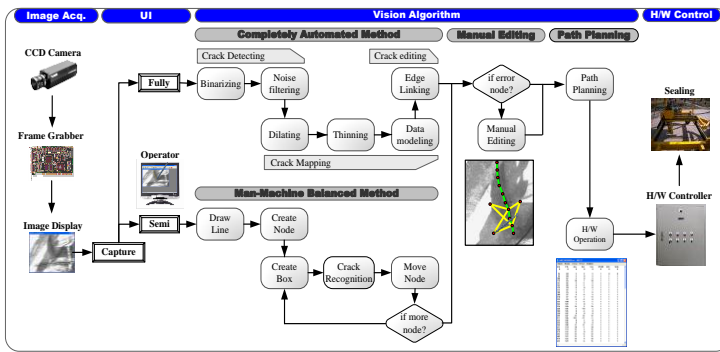 Image Acq.
UI
Vision Algorithm
H/W Control
Completely Automated Method
Manual Editing
Path Planning
CCD Camera
Crack Detecting
Crack editing
Fully
Binarizing
Noise
filtering
Edge
Linking
if error
node?
Path
Planning
Sealing
Frame Grabber
Dilating
Thinning
Data
modeling
Manual
Editing
Operator
Crack Mapping
Man-Machine Balanced Method
H/W Controller
Image Display
Capture
Semi
Draw
Line
Create
Node
H/W
Operation
Create
Box
Crack
Recognition
Move
Node
if more
node?